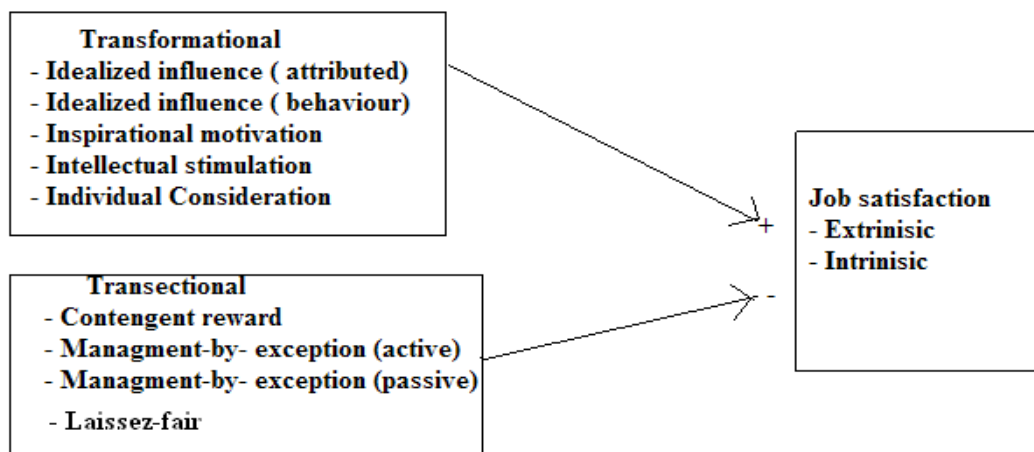 Transformational
- Idealized influence ( attributed)
- Idealized influence ( behaviour)
- Inspirational motivation
- Intellectual stimulation
- Individual Consideration
+
Job satisfaction
- Extrinisic
- Intrinisic
- -
Transectional
- Contengent reward
- Managment-by- exception (active)
- Managment-by- exception (passive)
- Laissez-fair